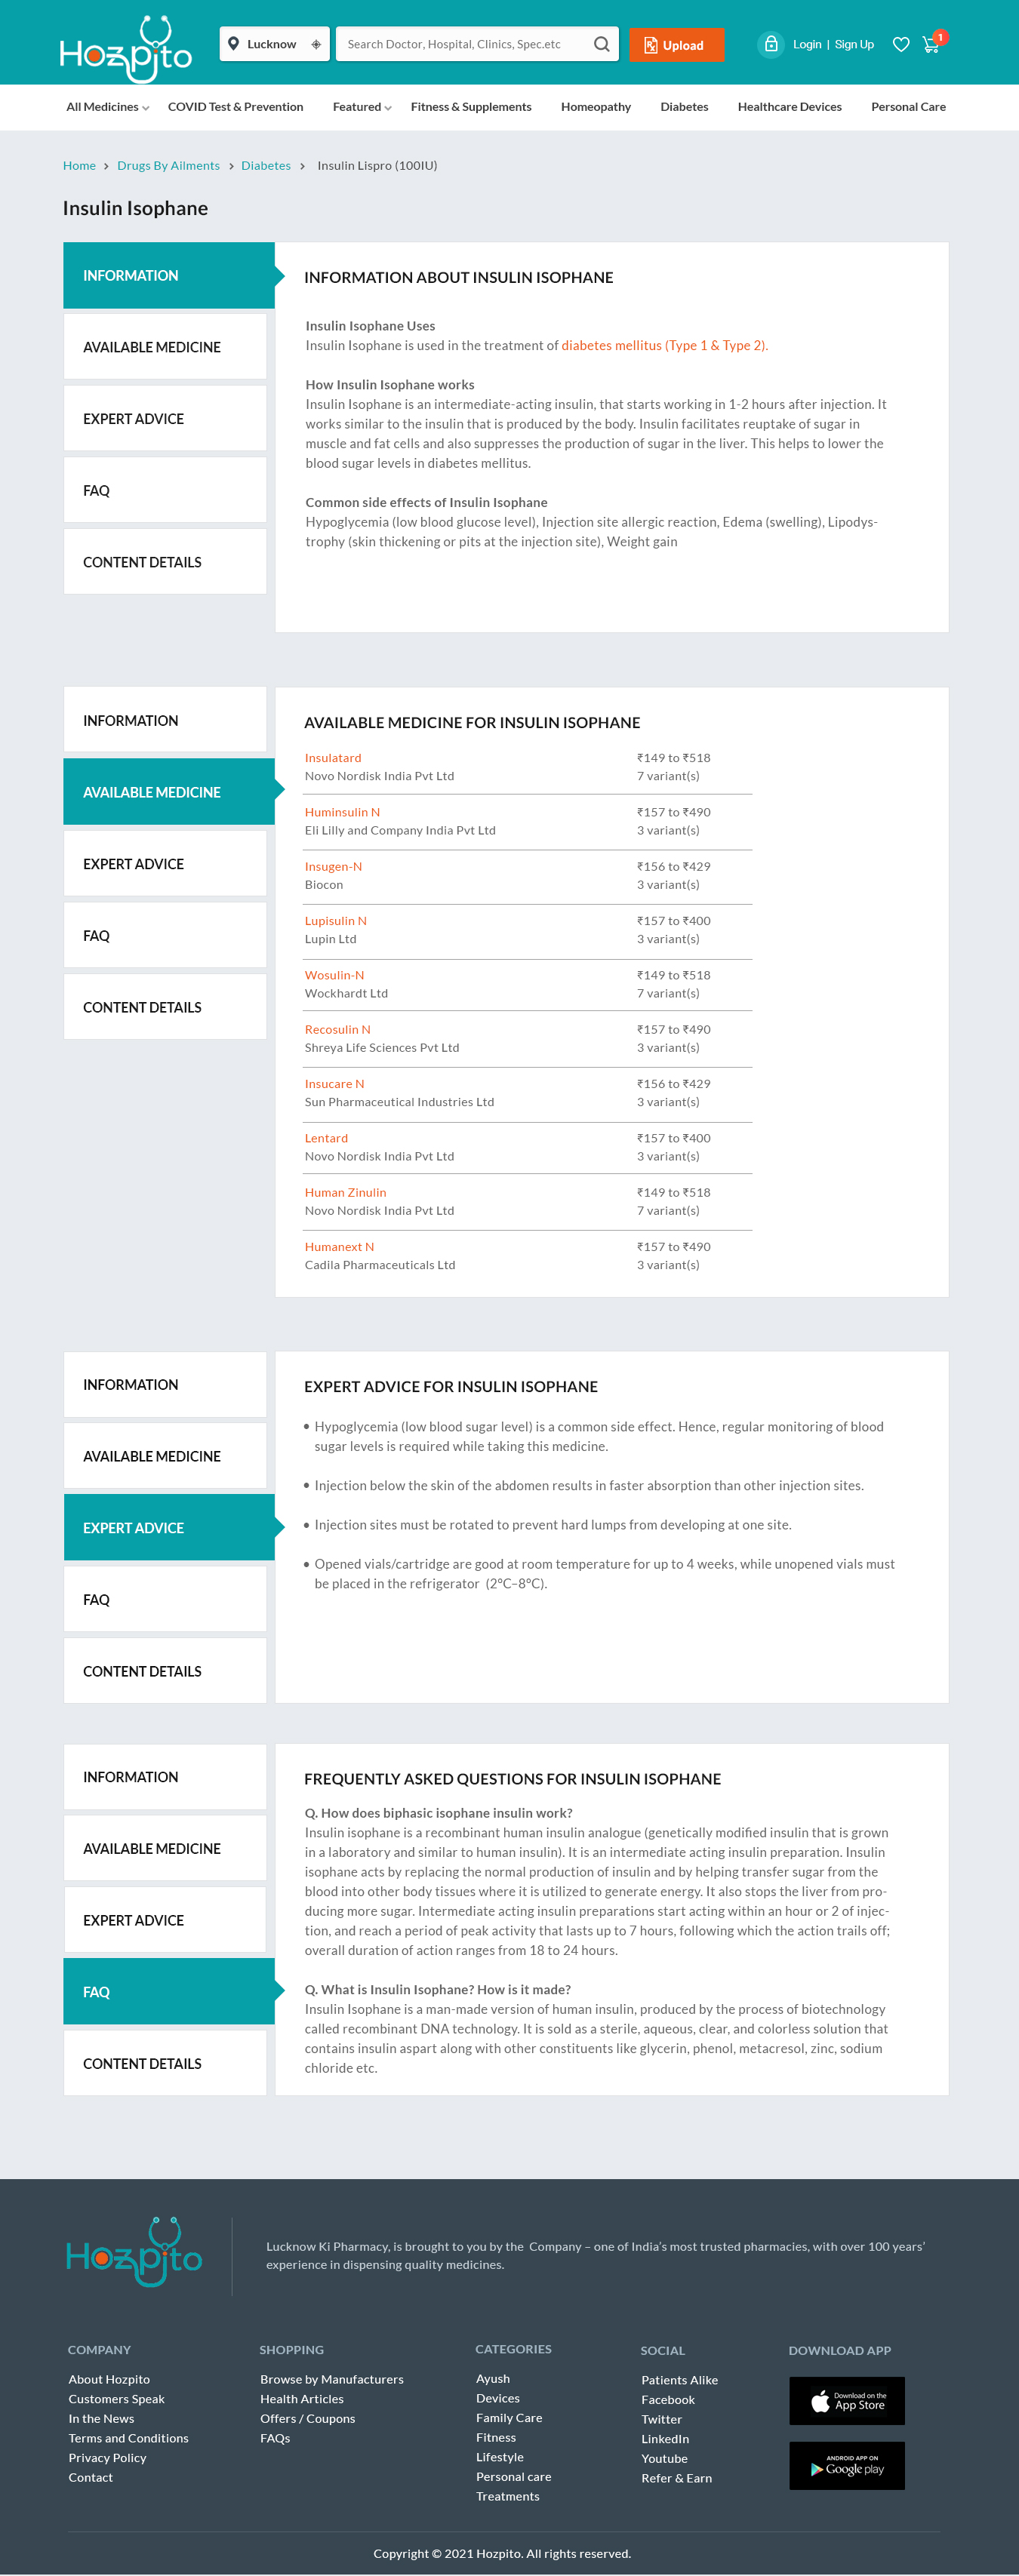 Hozpito
Lucknow
Search Doctor, Hospital, Clinics, Spec.etc
Upload
Login | Sign Up
1
All Medicines
COVID Test & Prevention
Featured
Fitness & Supplements
Homeopathy
Diabetes
Healthcare Devices
Personal Care
Home > Drugs By Ailments > Diabetes > Insulin Lispro (100IU)
Insulin Isophane
INFORMATION
AVAILABLE MEDICINE
EXPERT ADVICE
FAQ
CONTENT DETAILS
INFORMATION ABOUT INSULIN ISOPHANE
Insulin Isophane Uses
Insulin Isophane is used in the treatment of diabetes mellitus (Type 1 & Type 2).
How Insulin Isophane works
Insulin Isophane is an intermediate-acting insulin, that starts working in 1-2 hours after injection. It
works similar to the insulin that is produced by the body. Insulin facilitates reuptake of sugar in
muscle and fat cells and also suppresses the production of sugar in the liver. This helps to lower the
blood sugar levels in diabetes mellitus.
Common side effects of Insulin Isophane
Hypoglycemia (low blood glucose level), Injection site allergic reaction, Edema (swelling), Lipodys-
trophy (skin thickening or pits at the injection site), Weight gain
INFORMATION
AVAILABLE MEDICINE
EXPERT ADVICE
FAQ
CONTENT DETAILS
AVAILABLE MEDICINE FOR INSULIN ISOPHANE
Insulatard ₹149 to ₹518
Novo Nordisk India Pvt Ltd 7 variant(s)
Huminsulin N ₹157 to ₹490
Eli Lilly and Company India Pvt Ltd 3 variant(s)
Insugen-N ₹156 to ₹429
Biocon 3 variant(s)
Lupisulin N ₹157 to ₹400
Lupin Ltd 3 variant(s)
Wosulin-N ₹149 to ₹518
Wockhardt Ltd 7 variant(s)
Recosulin N ₹157 to ₹490
Shreya Life Sciences Pvt Ltd 3 variant(s)
Insucare N ₹156 to ₹429
Sun Pharmaceutical Industries Ltd 3 variant(s)
Lentard ₹157 to ₹400
Novo Nordisk India Pvt Ltd 3 variant(s)
Human Zinulin ₹149 to ₹518
Novo Nordisk India Pvt Ltd 7 variant(s)
Humanext N ₹157 to ₹490
Cadila Pharmaceuticals Ltd 3 variant(s)
INFORMATION
AVAILABLE MEDICINE
EXPERT ADVICE
FAQ
CONTENT DETAILS
EXPERT ADVICE FOR INSULIN ISOPHANE
• Hypoglycemia (low blood sugar level) is a common side effect. Hence, regular monitoring of blood
sugar levels is required while taking this medicine.
• Injection below the skin of the abdomen results in faster absorption than other injection sites.
• Injection sites must be rotated to prevent hard lumps from developing at one site.
• Opened vials/cartridge are good at room temperature for up to 4 weeks, while unopened vials must
be placed in the refrigerator (2°C–8°C).
INFORMATION
AVAILABLE MEDICINE
EXPERT ADVICE
FAQ
CONTENT DETAILS
FREQUENTLY ASKED QUESTIONS FOR INSULIN ISOPHANE
Q. How does biphasic isophane insulin work?
Insulin isophane is a recombinant human insulin analogue (genetically modified insulin that is grown
in a laboratory and similar to human insulin). It is an intermediate acting insulin preparation. Insulin
isophane acts by replacing the normal production of insulin and by helping transfer sugar from the
blood into other body tissues where it is utilized to generate energy. It also stops the liver from pro-
ducing more sugar. Intermediate acting insulin preparations start acting within an hour or 2 of injec-
tion, and reach a period of peak activity that lasts up to 7 hours, following which the action trails off;
overall duration of action ranges from 18 to 24 hours.
Q. What is Insulin Isophane? How is it made?
Insulin Isophane is a man-made version of human insulin, produced by the process of biotechnology
called recombinant DNA technology. It is sold as a sterile, aqueous, clear, and colorless solution that
contains insulin aspart along with other constituents like glycerin, phenol, metacresol, zinc, sodium
chloride etc.
Hozpito
Lucknow Ki Pharmacy, is brought to you by the Company – one of India's most trusted pharmacies, with over 100 years'
experience in dispensing quality medicines.
COMPANY
About Hozpito
Customers Speak
In the News
Terms and Conditions
Privacy Policy
Contact
SHOPPING
Browse by Manufacturers
Health Articles
Offers / Coupons
FAQs
CATEGORIES
Ayush
Devices
Family Care
Fitness
Lifestyle
Personal care
Treatments
SOCIAL
Patients Alike
Facebook
Twitter
LinkedIn
Youtube
Refer & Earn
DOWNLOAD APP
Download on the
App Store
ANDROID APP ON
Google play
Copyright © 2021 Hozpito. All rights reserved.